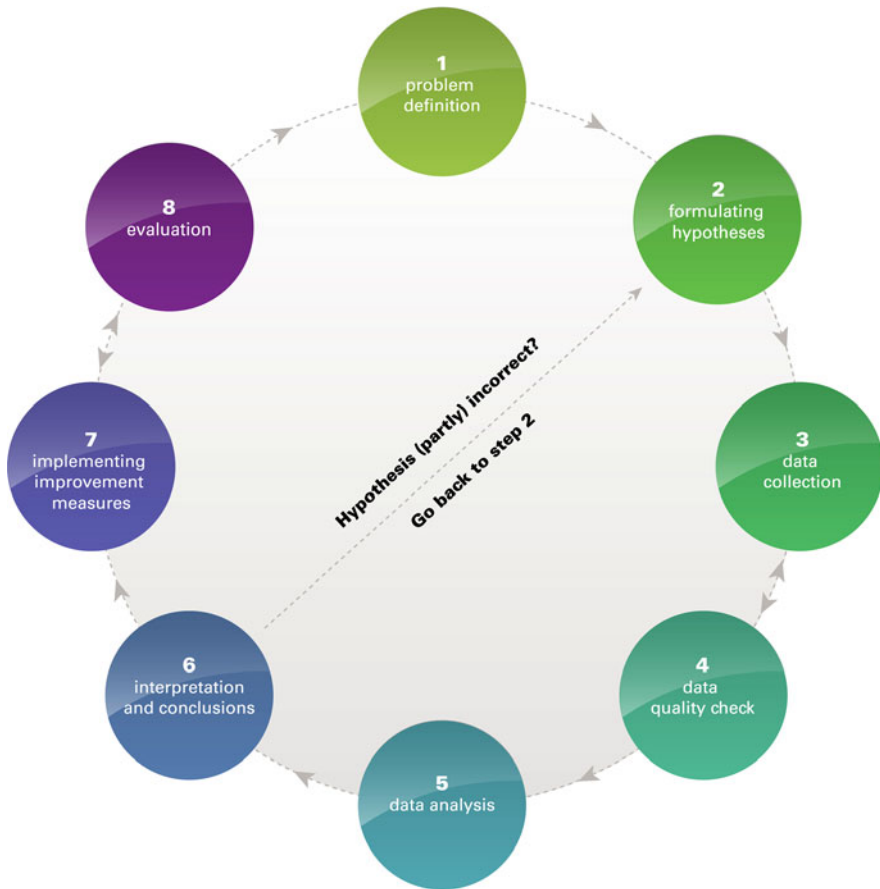 1
problem
definition
2
formulating
hypotheses
3
data
collection
4
data
quality check
5
data analysis
6
interpretation
and conclusions
7
implementing
improvement
measures
8
evaluation
Hypothesis (partly) incorrect?
Go back to step 2